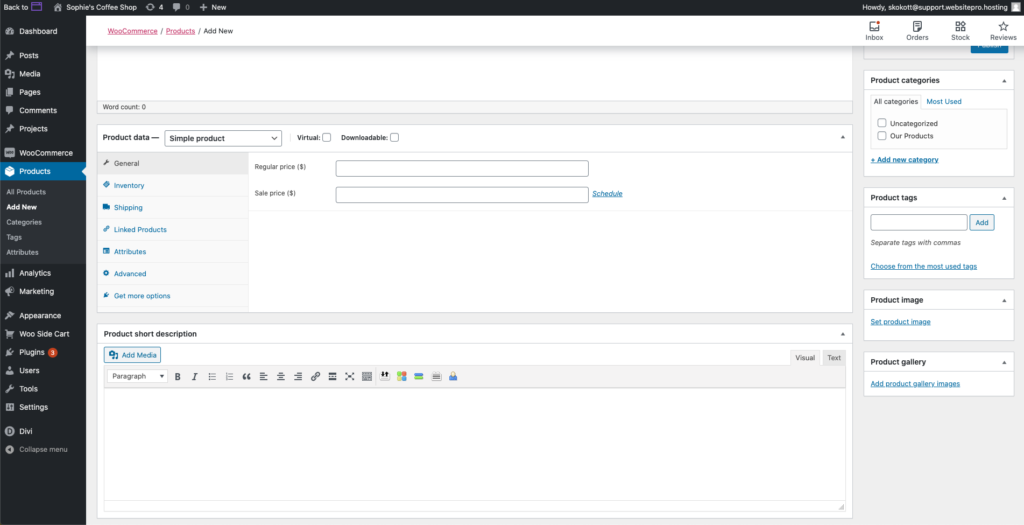 Back to
Sophie's Coffee Shop
4
0
New
Howdy, skokott@support.websitepro.hosting
WooCommerce / Products / Add New
Inbox
Orders
Stock
Reviews
Dashboard
Posts
Media
Pages
Comments
Projects
WooCommerce
Products
All Products
Add New
Categories
Tags
Attributes
Analytics
Marketing
Appearance
Woo Side Cart
Plugins 3
Users
Tools
Settings
Divi
Collapse menu
Word count: 0
Product data — Simple product
Virtual:
Downloadable:
General
Inventory
Shipping
Linked Products
Attributes
Advanced
Get more options
Regular price ($)
Sale price ($)
Schedule
Product short description
Add Media
Visual
Text
Paragraph
B I
Publish
Product categories
All categories
Most Used
Uncategorized
Our Products
+ Add new category
Product tags
Add
Separate tags with commas
Choose from the most used tags
Product image
Set product image
Product gallery
Add product gallery images